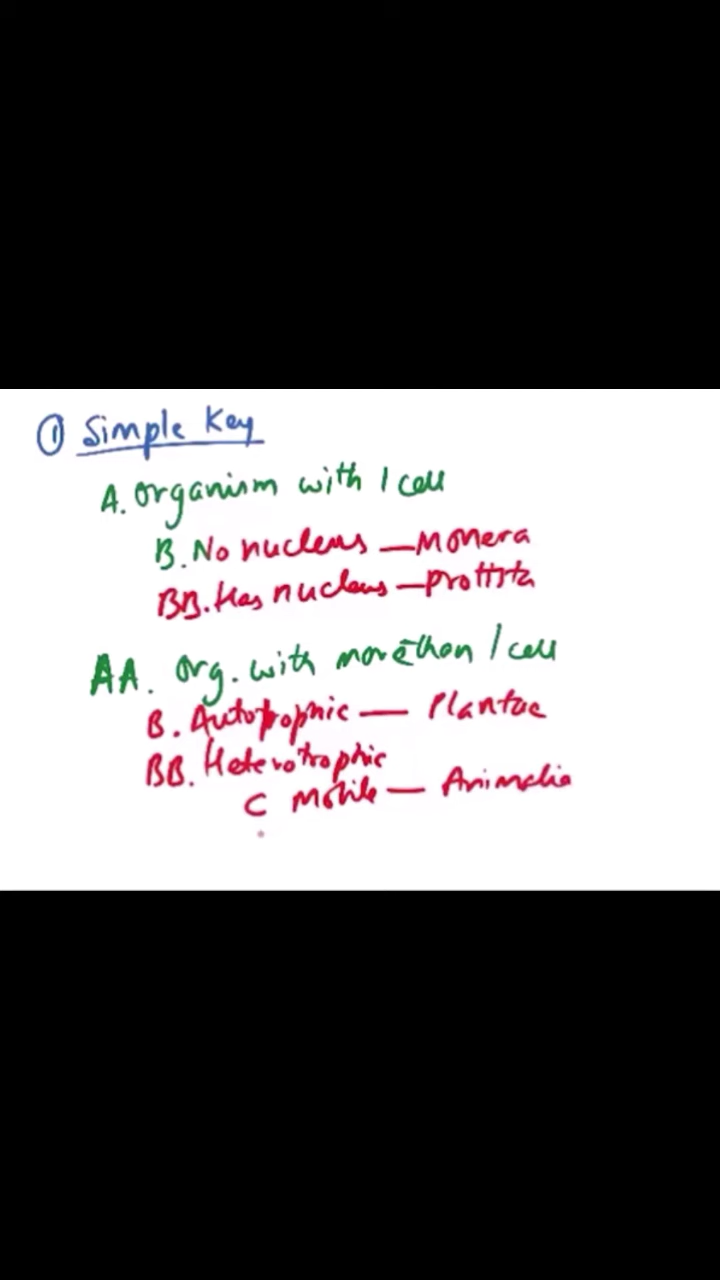 ① Simple Key
A. Organism with 1 cell
B. No nucleus — Monera
BB. Has nucleus — Protista
AA. Org. with more than 1 cell
B. Autotrophic — Plantae
BB. Heterotrophic
C Motile — Animalia